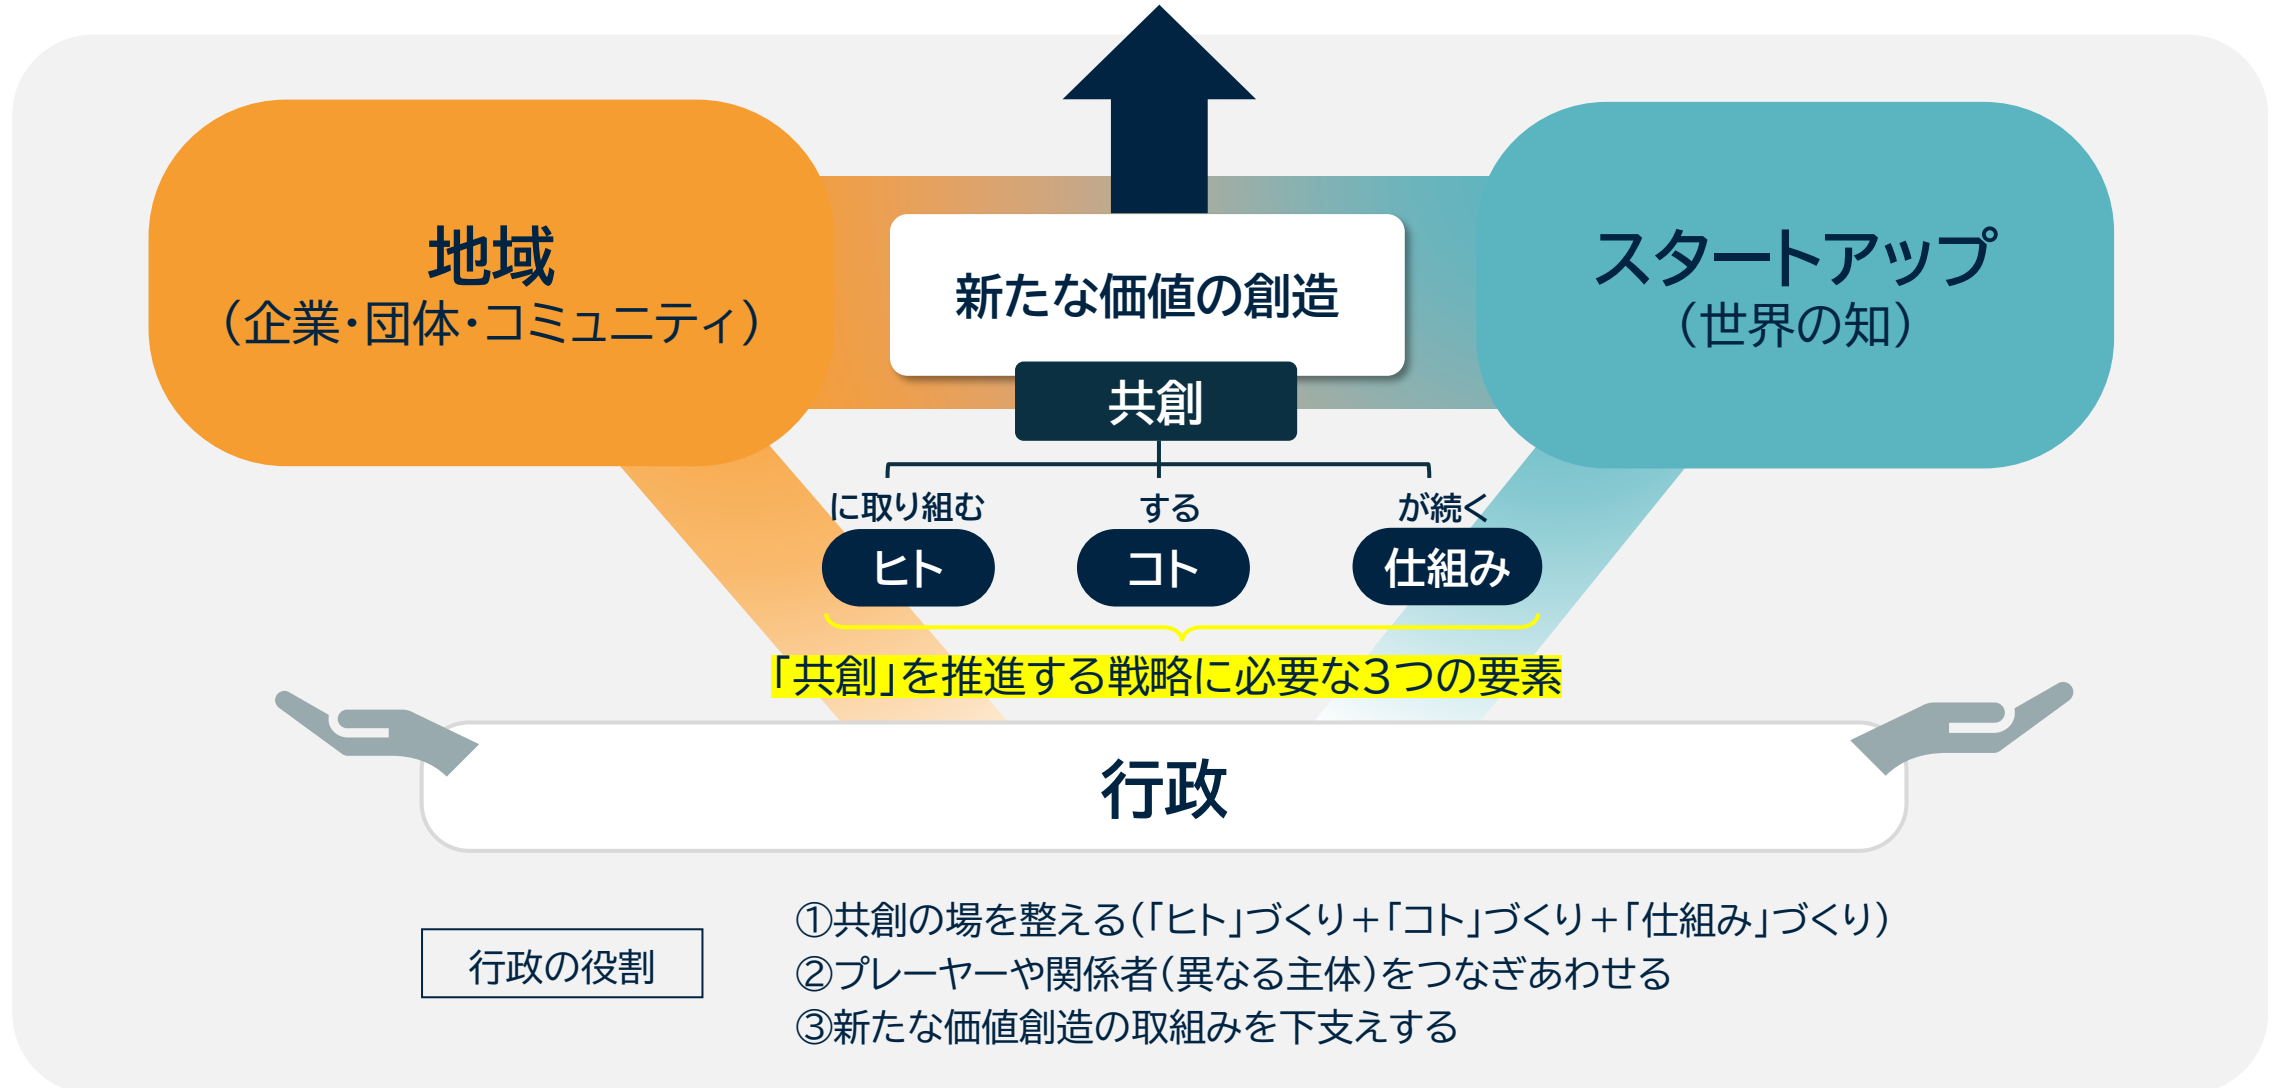 地域
（企業・団体・コミュニティ）
新たな価値の創造
スタートアップ
（世界の知）
共創
に取り組む
する
が続く
ヒト
コト
仕組み
「共創」を推進する戦略に必要な3つの要素
行政
行政の役割
①共創の場を整える（「ヒト」づくり＋「コト」づくり＋「仕組み」づくり）
②プレーヤーや関係者（異なる主体）をつなぎあわせる
③新たな価値創造の取組みを下支えする